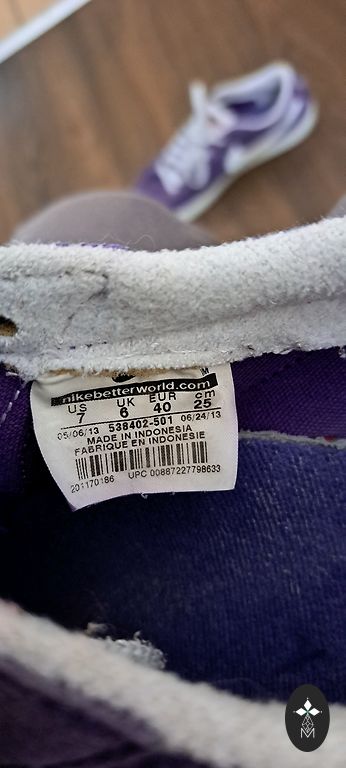 M
nikebetterworld.com
US UK EUR cm
7 6 40 25
05/06/13 538402-501 06/24/13
MADE IN INDONESIA
FABRIQUE EN INDONESIE
201170186 UPC 00887227798633
M